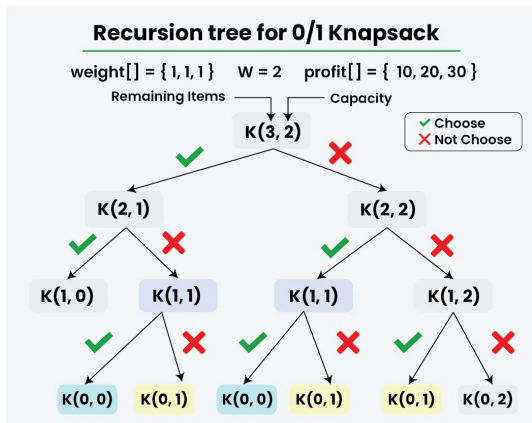 Recursion tree for 0/1 Knapsack
weight[] = { 1, 1, 1 } W = 2 profit[] = { 10, 20, 30 }
Remaining Items Capacity
K(3, 2)
Choose
Not Choose
K(2, 1) K(2, 2)
K(1, 0) K(1, 1) K(1, 1) K(1, 2)
K(0, 0) K(0, 1) K(0, 0) K(0, 1) K(0, 1) K(0, 2)